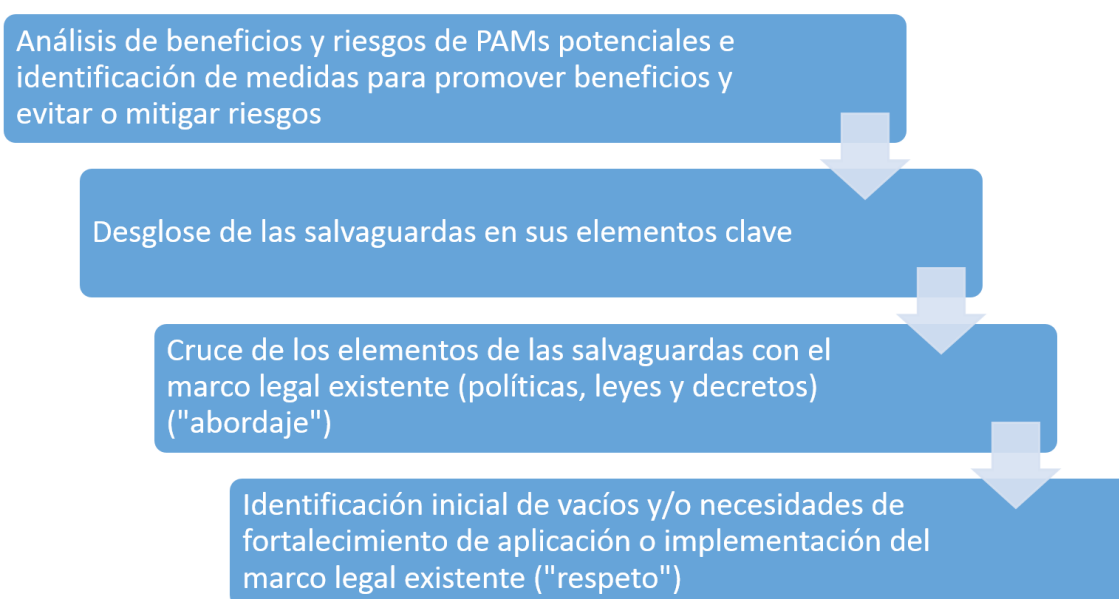 Análisis de beneficios y riesgos de PAMs potenciales e
identificación de medidas para promover beneficios y
evitar o mitigar riesgos
Desglose de las salvaguardas en sus elementos clave
Cruce de los elementos de las salvaguardas con el
marco legal existente (políticas, leyes y decretos)
("abordaje")
Identificación inicial de vacíos y/o necesidades de
fortalecimiento de aplicación o implementación del
marco legal existente ("respeto")